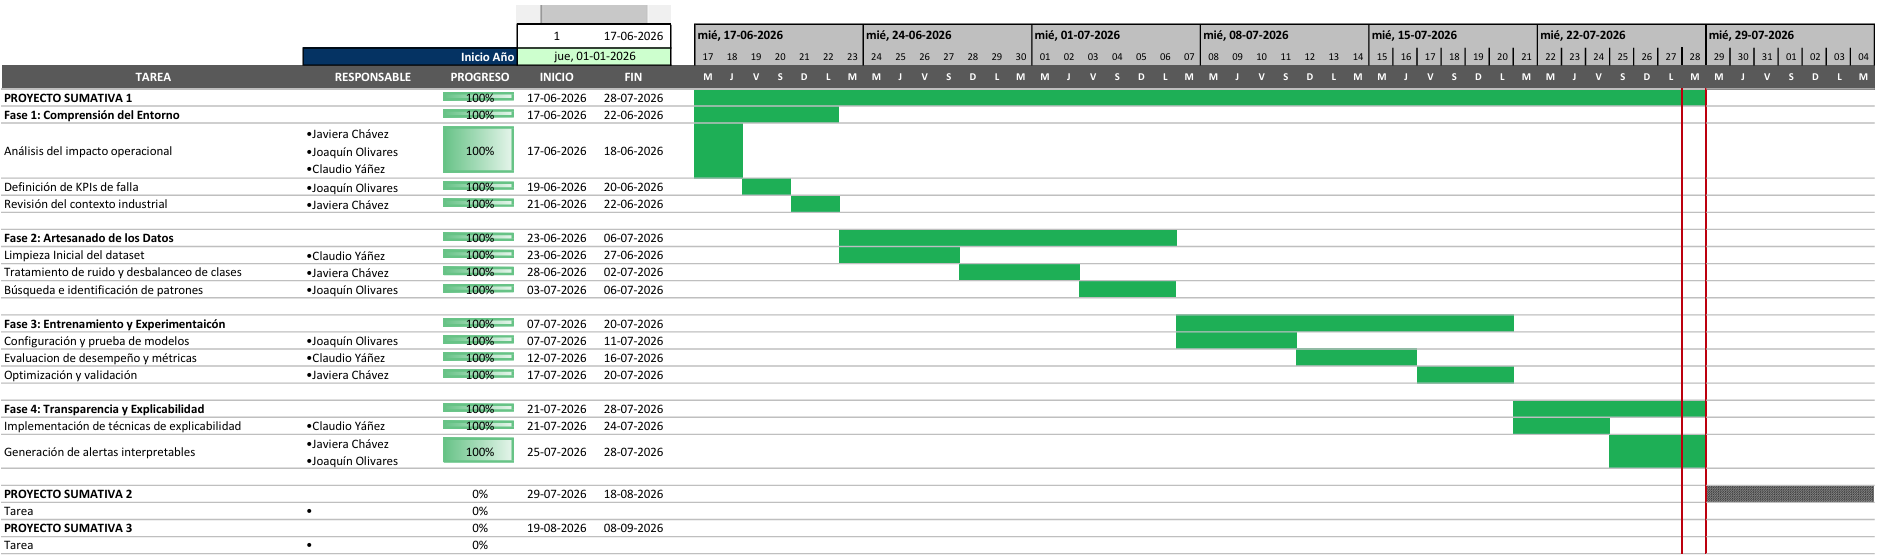 1 17-06-2026 mié, 17-06-2026 mié, 24-06-2026 mié, 01-07-2026 mié, 08-07-2026 mié, 15-07-2026 mié, 22-07-2026 mié, 29-07-2026
Inicio Año jue, 01-01-2026 17 18 19 20 21 22 23 24 25 26 27 28 29 30 01 02 03 04 05 06 07 08 09 10 11 12 13 14 15 16 17 18 19 20 21 22 23 24 25 26 27 28 29 30 31 01 02 03 04
TAREA RESPONSABLE PROGRESO INICIO FIN M J V S D L M M J V S D L M M J V S D L M M J V S D L M M J V S D L M M J V S D L M M J V S D L M
PROYECTO SUMATIVA 1 100% 17-06-2026 28-07-2026
Fase 1: Comprensión del Entorno 100% 17-06-2026 22-06-2026
•Javiera Chávez
Análisis del impacto operacional •Joaquín Olivares 100% 17-06-2026 18-06-2026
•Claudio Yáñez
Definición de KPIs de falla •Joaquín Olivares 100% 19-06-2026 20-06-2026
Revisión del contexto industrial •Javiera Chávez 100% 21-06-2026 22-06-2026
Fase 2: Artesanado de los Datos 100% 23-06-2026 06-07-2026
Limpieza Inicial del dataset •Claudio Yáñez 100% 23-06-2026 27-06-2026
Tratamiento de ruido y desbalanceo de clases •Javiera Chávez 100% 28-06-2026 02-07-2026
Búsqueda e identificación de patrones •Joaquín Olivares 100% 03-07-2026 06-07-2026
Fase 3: Entrenamiento y Experimentaicón 100% 07-07-2026 20-07-2026
Configuración y prueba de modelos •Joaquín Olivares 100% 07-07-2026 11-07-2026
Evaluacion de desempeño y métricas •Claudio Yáñez 100% 12-07-2026 16-07-2026
Optimización y validación •Javiera Chávez 100% 17-07-2026 20-07-2026
Fase 4: Transparencia y Explicabilidad 100% 21-07-2026 28-07-2026
Implementación de técnicas de explicabilidad •Claudio Yáñez 100% 21-07-2026 24-07-2026
•Javiera Chávez
Generación de alertas interpretables 100% 25-07-2026 28-07-2026
•Joaquín Olivares
PROYECTO SUMATIVA 2 0% 29-07-2026 18-08-2026
Tarea • 0%
PROYECTO SUMATIVA 3 0% 19-08-2026 08-09-2026
Tarea • 0%